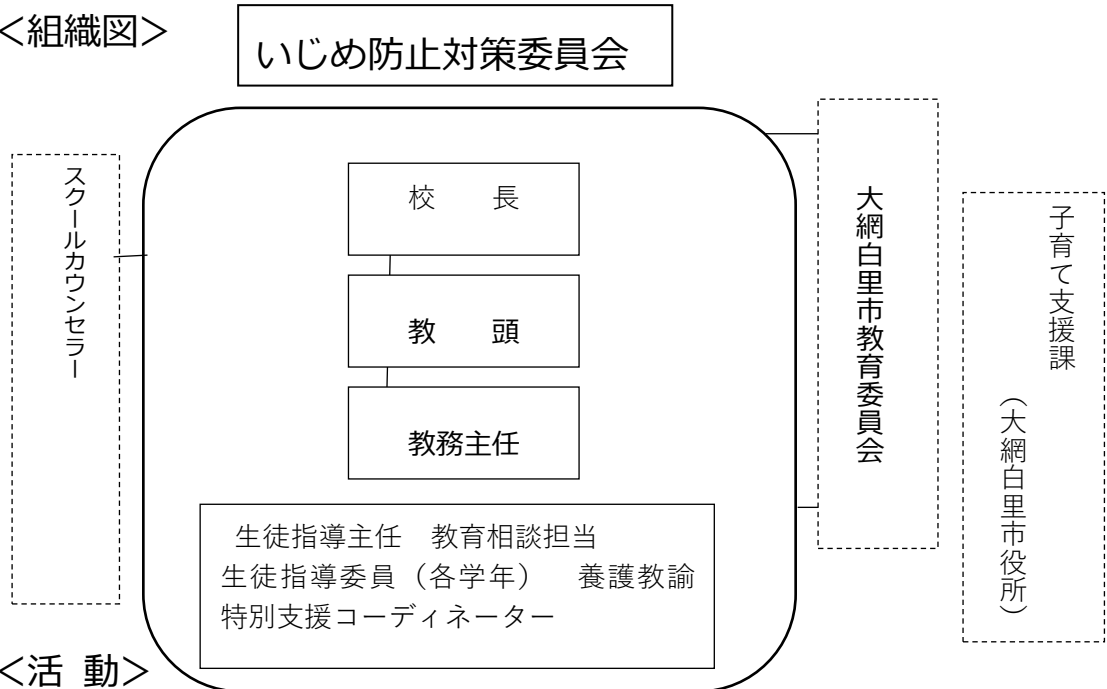 <組織図>
いじめ防止対策委員会
スクールカウンセラー
校　長
教　頭
教務主任
生徒指導主任　教育相談担当
生徒指導委員（各学年）　養護教諭
特別支援コーディネーター
大網白里市教育委員会
子育て支援課
（大網白里市役所）
<活 動>